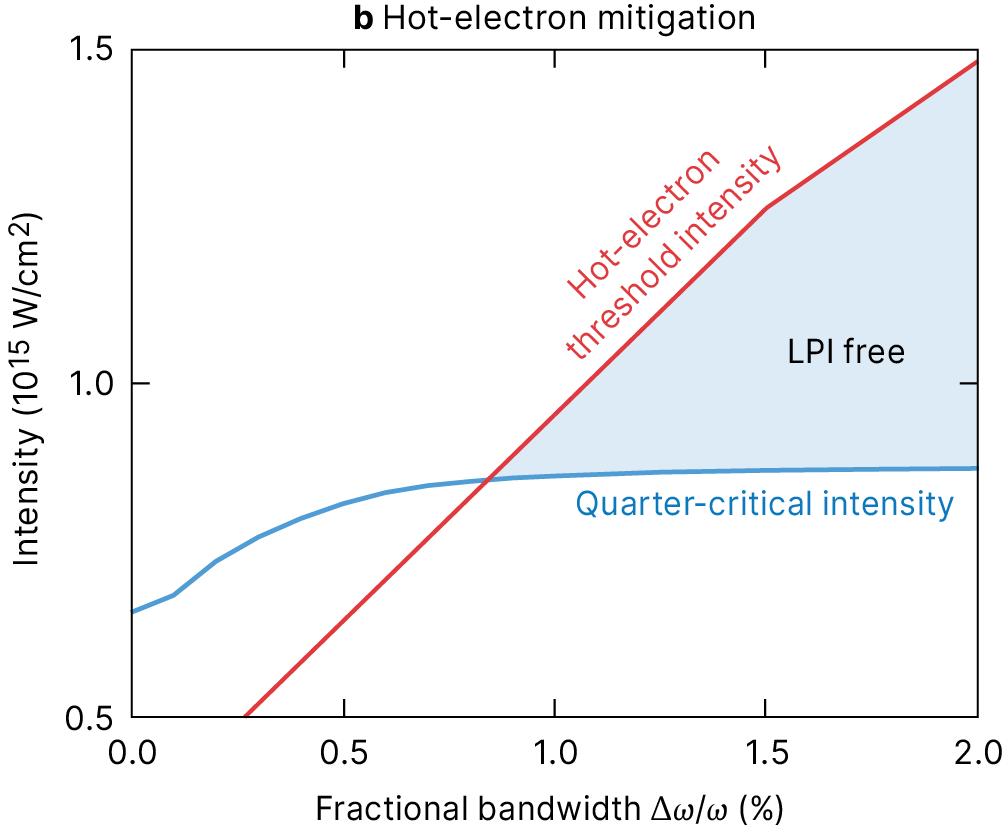 b Hot-electron mitigation
1.5
1.0
0.5
Intensity (10¹⁵ W/cm²)
Hot-electron
threshold intensity
LPI free
Quarter-critical intensity
0.0 0.5 1.0 1.5 2.0
Fractional bandwidth Δω/ω (%)